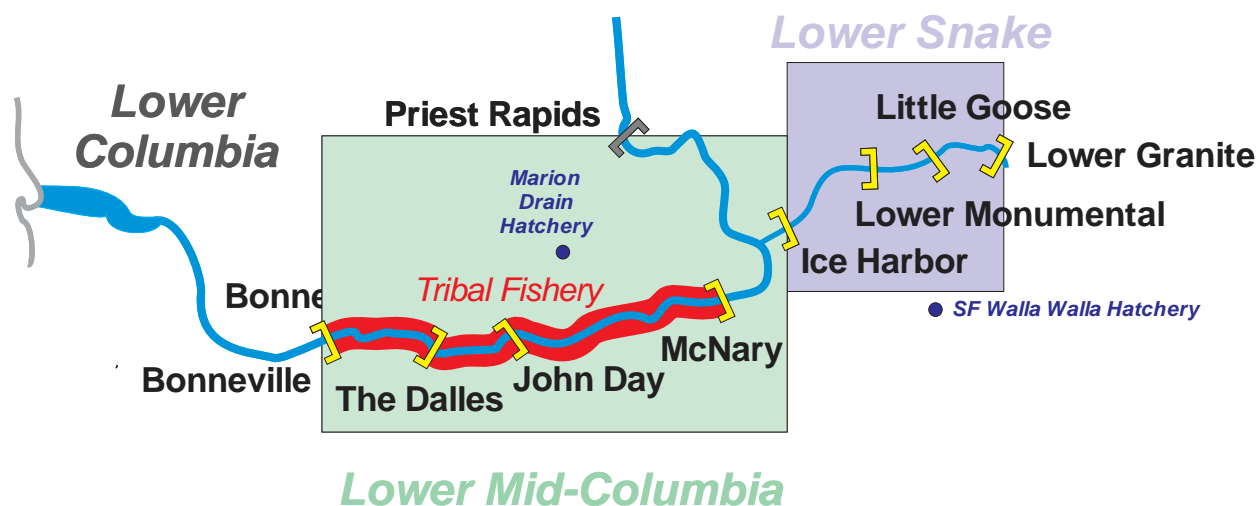 Lower Snake
Lower
Columbia
Priest Rapids
Little Goose
Lower Granite
Marion
Drain
Hatchery
Lower Monumental
Ice Harbor
Bonne
Tribal Fishery
SF Walla Walla Hatchery
McNary
Bonneville
The Dalles
John Day
Lower Mid-Columbia